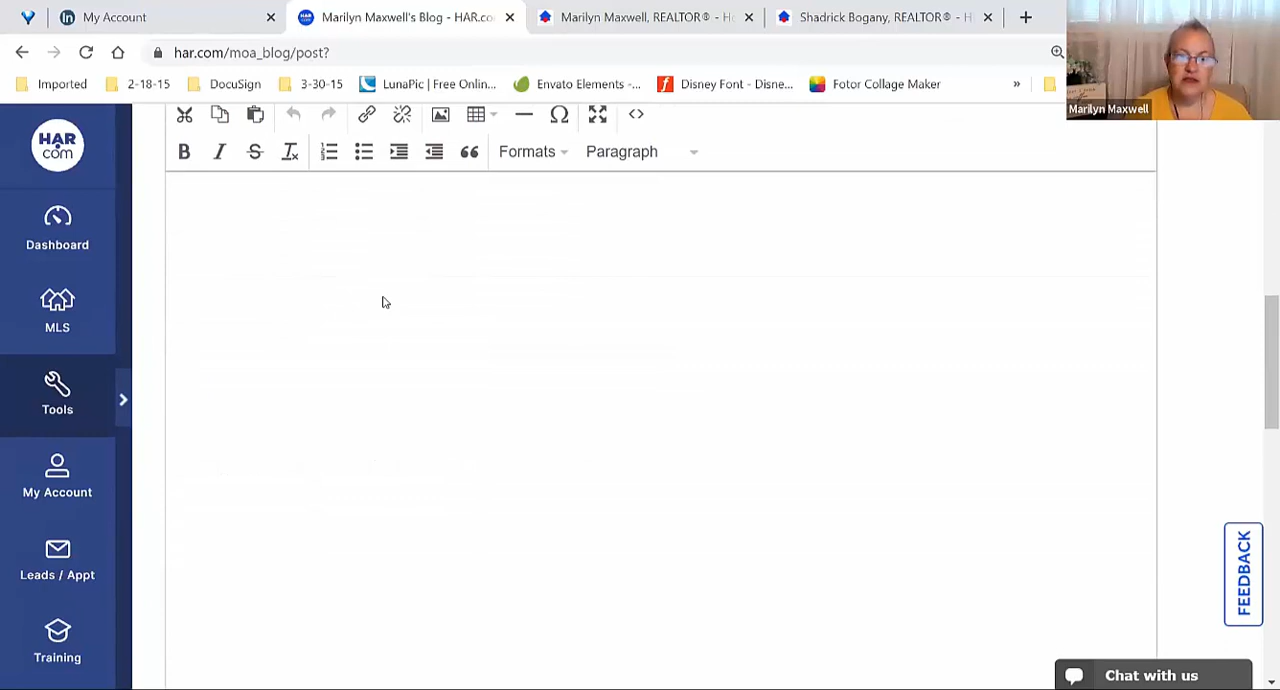 My Account
Marilyn Maxwell's Blog - HAR.co
Marilyn Maxwell, REALTOR® - H
Shadrick Bogany, REALTOR® - H
har.com/moa_blog/post?
Imported
2-18-15
DocuSign
3-30-15
LunaPic | Free Onlin...
Envato Elements -...
Disney Font - Disne...
Fotor Collage Maker
»
Marilyn Maxwell
HAR
com
B I S Formats Paragraph
Dashboard
MLS
Tools
My Account
Leads / Appt
Training
FEEDBACK
Chat with us